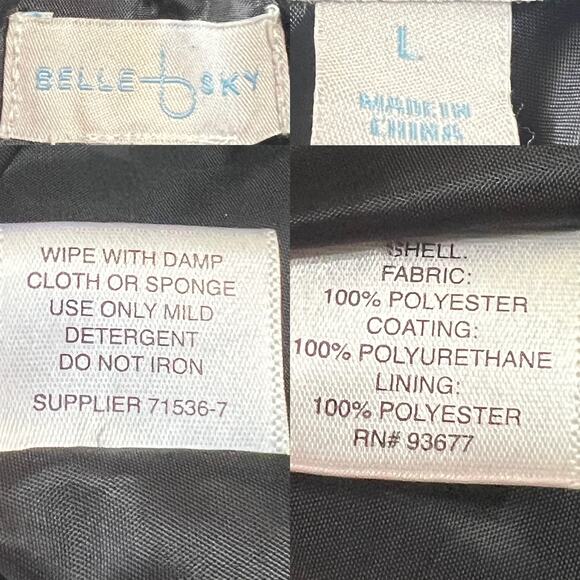 BELLE b SKY
L
MADE IN
CHINA
WIPE WITH DAMP
CLOTH OR SPONGE
USE ONLY MILD
DETERGENT
DO NOT IRON
SUPPLIER 71536-7
SHELL:
FABRIC:
100% POLYESTER
COATING:
100% POLYURETHANE
LINING:
100% POLYESTER
RN# 93677